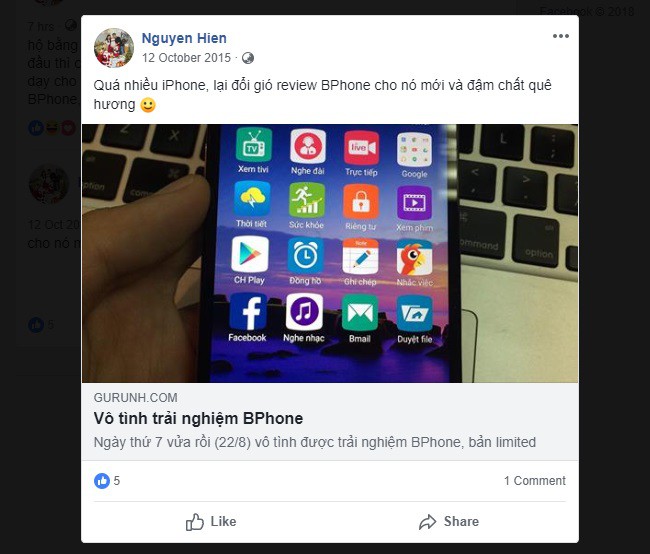 Facebook © 2018
7 hrs
hộ bằng
đầu thì c
dạy cho
BPhone,
12 Oct 20
cho nó m
5
Nguyen Hien
12 October 2015
Quá nhiều iPhone, lại đổi gió review BPhone cho nó mới và đậm chất quê
hương
Xem tivi
Nghe đài
Trực tiếp
Google
Thời tiết
Sức khỏe
Riêng tư
Xem phim
CH Play
Đồng hồ
Ghi chép
Nhắc việc
Facebook
Nghe nhạc
Bmail
Duyệt file
TV
live
Note
option
command
command
option
GURUNH.COM
Vô tình trải nghiệm BPhone
Ngày thứ 7 vừa rồi (22/8) vô tình được trải nghiệm BPhone, bản limited
5
1 Comment
Like
Share